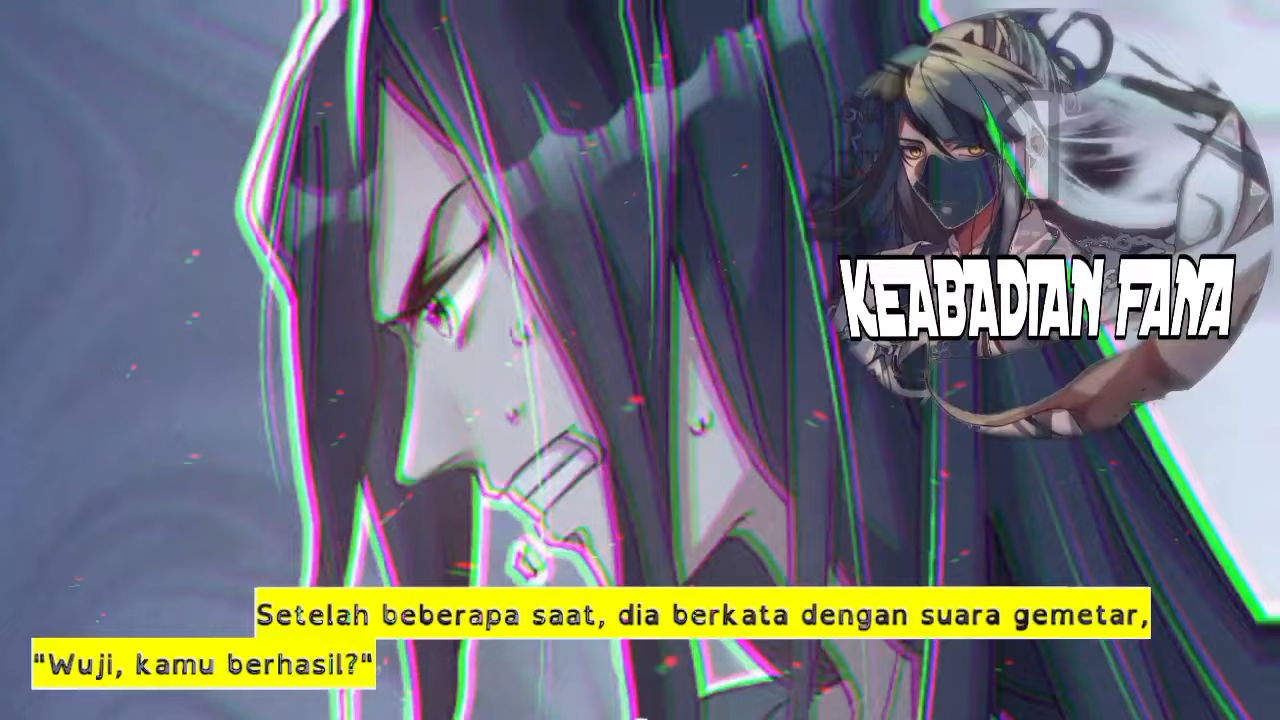 KEABADIAN FANA
Setelah beberapa saat, dia berkata dengan suara gemetar,
"Wuji, kamu berhasil?"